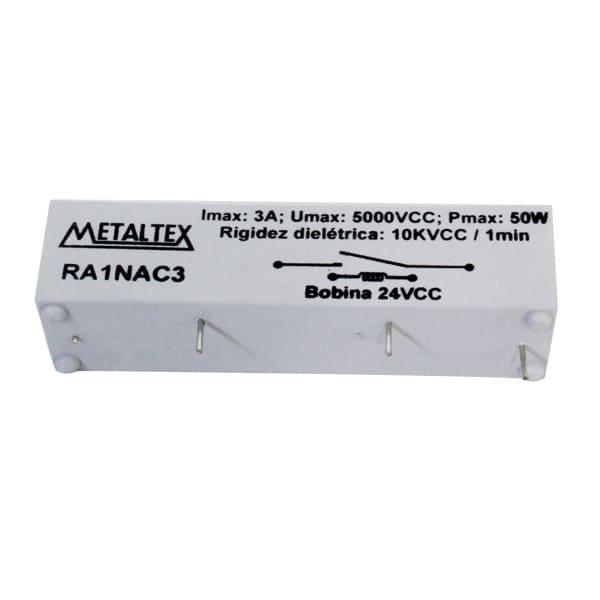 METALTEX
RA1NAC3
Imax: 3A; Umax: 5000VCC; Pmax: 50W
Rigidez dielétrica: 10KVCC / 1min
Bobina 24VCC